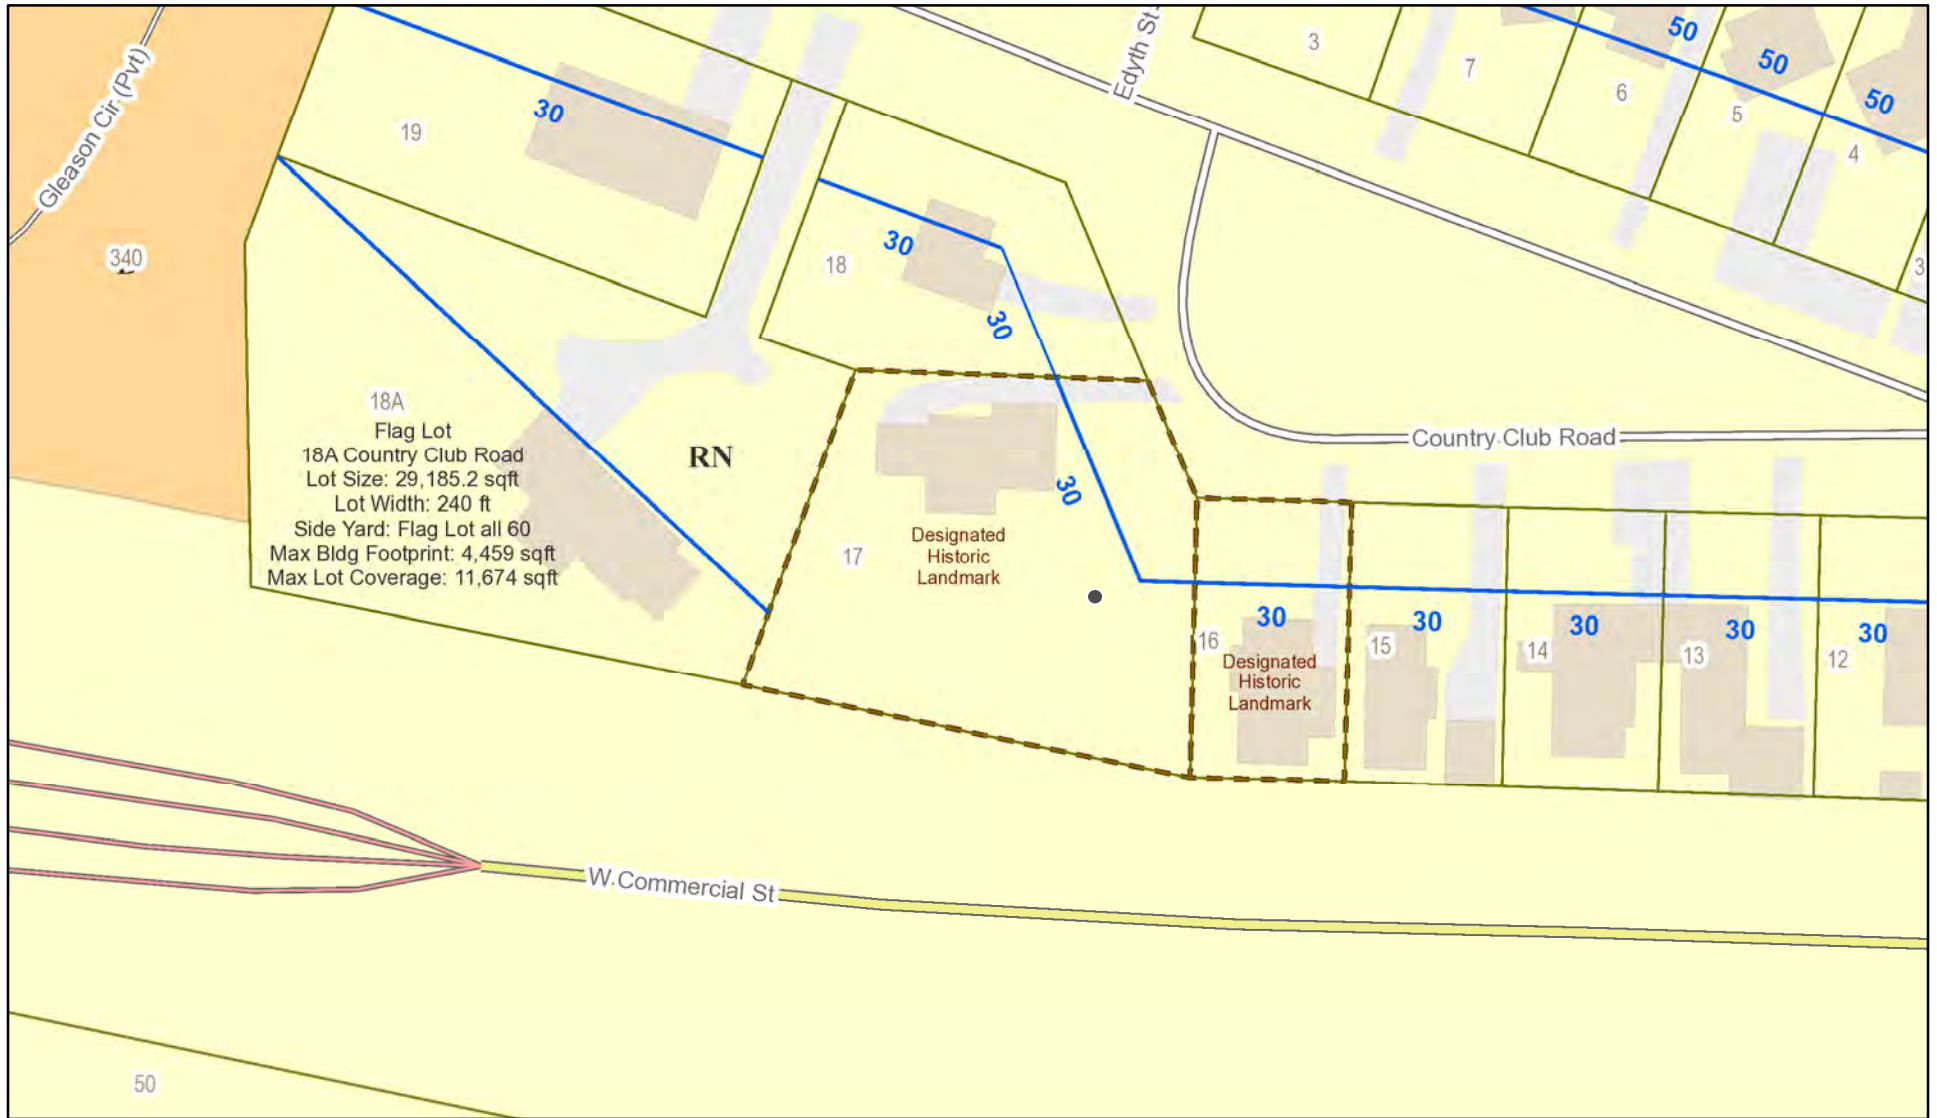 Gleason Cir (Pvt)
340
19
30
18
30
30
Edyth St
3
7
6
5
4
3
50
50
50
18A
Flag Lot
18A Country Club Road
Lot Size: 29,185.2 sqft
Lot Width: 240 ft
Side Yard: Flag Lot all 60
Max Bldg Footprint: 4,459 sqft
Max Lot Coverage: 11,674 sqft
RN
Country Club Road
30
17
Designated
Historic
Landmark
16
30
Designated
Historic
Landmark
15
30
14
30
13
30
12
30
W Commercial St
50